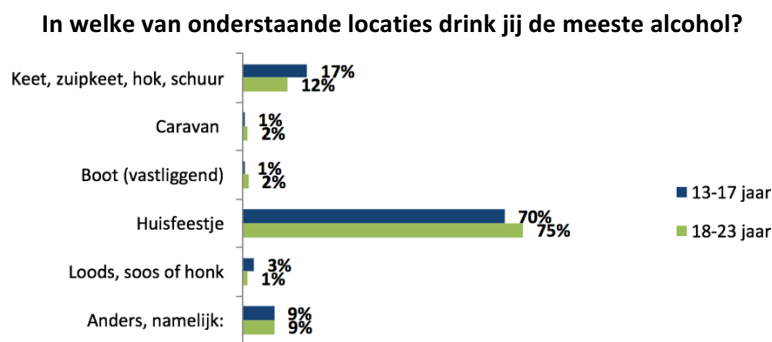 In welke van onderstaande locaties drink jij de meeste alcohol?
Keet, zuipkeet, hok, schuur
17%
12%
Caravan
1%
2%
Boot (vastliggend)
1%
2%
Huisfeestje
70%
75%
Loods, soos of honk
3%
1%
Anders, namelijk:
9%
9%
13-17 jaar
18-23 jaar